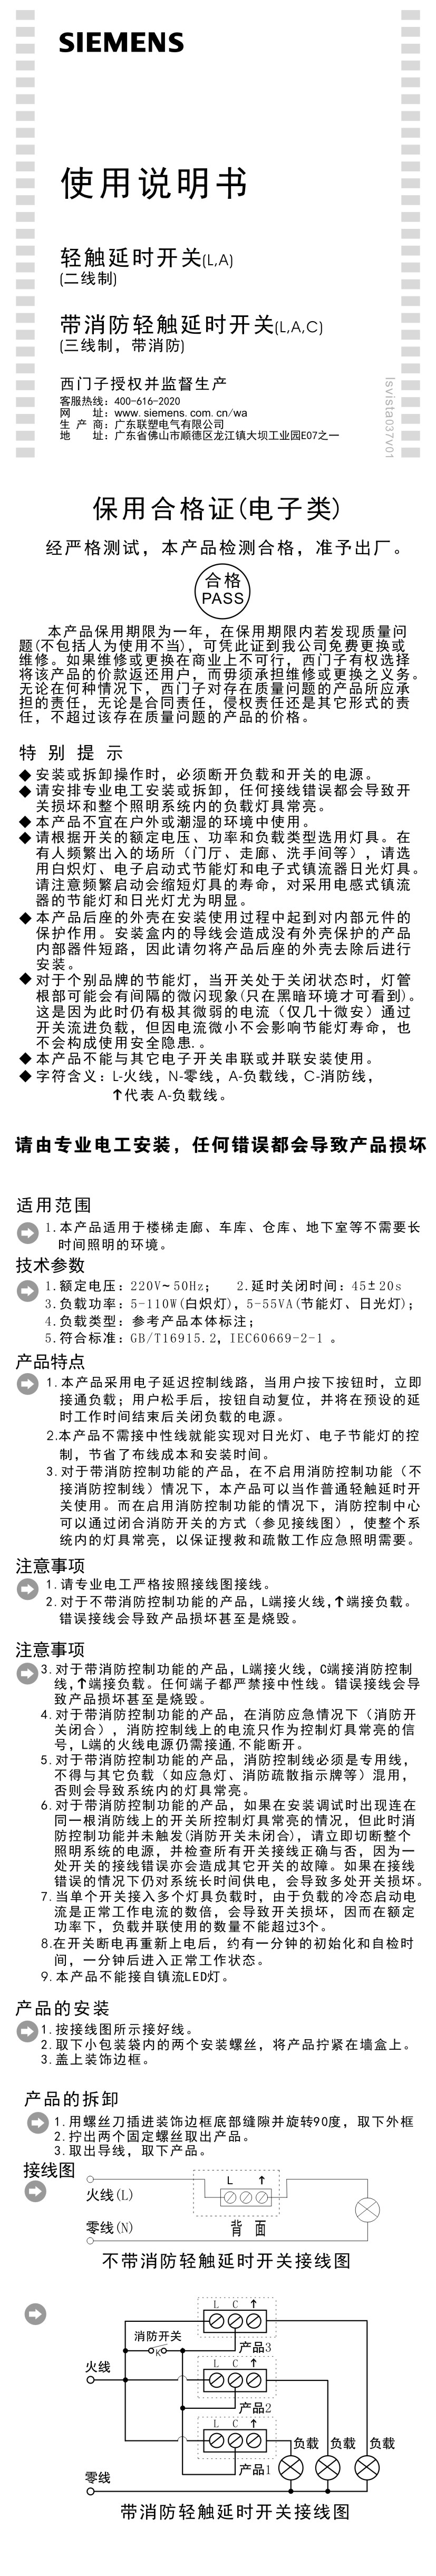 SIEMENS
使用说明书
轻触延时开关(L,A)
(二线制)
带消防轻触延时开关(L,A,C)
(三线制，带消防)
西门子授权并监督生产
客服热线：400-616-2020
网 址：www.siemens.com.cn/wa
生 产 商：广东联塑电气有限公司
地 址：广东省佛山市顺德区龙江镇大坝工业园E07之一
lsvista037v01
保用合格证(电子类)
经严格测试，本产品检测合格，准予出厂。
合格
PASS
本产品保用期限为一年，在保用期限内若发现质量问
题(不包括人为使用不当)，可凭此证到我公司免费更换或
维修。如果维修或更换在商业上不可行，西门子有权选择
将该产品的价款返还用户，而毋须承担维修或更换之义务。
无论在何种情况下，西门子对存在质量问题的产品所应承
担的责任，无论是合同责任，侵权责任还是其它形式的责
任，不超过该存在质量问题的产品的价格。
特 别 提 示
◆ 安装或拆卸操作时，必须断开负载和开关的电源。
◆ 请安排专业电工安装或拆卸，任何接线错误都会导致开
关损坏和整个照明系统内的负载灯具常亮。
◆ 本产品不宜在户外或潮湿的环境中使用。
◆ 请根据开关的额定电压、功率和负载类型选用灯具。在
有人频繁出入的场所（门厅、走廊、洗手间等），请选
用白炽灯、电子启动式节能灯和电子式镇流器日光灯具。
请注意频繁启动会缩短灯具的寿命，对采用电感式镇流
器的节能灯和日光灯尤为明显。
◆ 本产品后座的外壳在安装使用过程中起到对内部元件的
保护作用。安装盒内的导线会造成没有外壳保护的产品
内部器件短路，因此请勿将产品后座的外壳去除后进行
安装。
◆ 对于个别品牌的节能灯，当开关处于关闭状态时，灯管
根部可能会有间隔的微闪现象(只在黑暗环境才可看到)。
这是因为此时仍有极其微弱的电流（仅几十微安）通过
开关流进负载，但因电流微小不会影响节能灯寿命，也
不会构成使用安全隐患.。
◆ 本产品不能与其它电子开关串联或并联安装使用。
◆ 字符含义：L-火线，N-零线，A-负载线，C-消防线，
↑代表 A-负载线。
请由专业电工安装，任何错误都会导致产品损坏
适用范围
1.本产品适用于楼梯走廊、车库、仓库、地下室等不需要长
时间照明的环境。
技术参数
1.额定电压：220V~50Hz； 2.延时关闭时间：45±20s
3.负载功率：5-110W(白炽灯)，5-55VA(节能灯、日光灯)；
4.负载类型：参考产品本体标注；
5.符合标准：GB/T16915.2，IEC60669-2-1 。
产品特点
1.本产品采用电子延迟控制线路，当用户按下按钮时，立即
接通负载；用户松手后，按钮自动复位，并将在预设的延
时工作时间结束后关闭负载的电源。
2.本产品不需接中性线就能实现对日光灯、电子节能灯的控
制，节省了布线成本和安装时间。
3.对于带消防控制功能的产品，在不启用消防控制功能（不
接消防控制线）情况下，本产品可以当作普通轻触延时开
关使用。而在启用消防控制功能的情况下，消防控制中心
可以通过闭合消防开关的方式（参见接线图），使整个系
统内的灯具常亮，以保证搜救和疏散工作应急照明需要。
注意事项
1.请专业电工严格按照接线图接线。
2.对于不带消防控制功能的产品，L端接火线，↑端接负载。
错误接线会导致产品损坏甚至是烧毁。
注意事项
3.对于带消防控制功能的产品，L端接火线，C端接消防控制
线，↑端接负载。任何端子都严禁接中性线。错误接线会导
致产品损坏甚至是烧毁。
4.对于带消防控制功能的产品，在消防应急情况下（消防开
关闭合），消防控制线上的电流只作为控制灯具常亮的信
号，L端的火线电源仍需接通.不能断开。
5.对于带消防控制功能的产品，消防控制线必须是专用线，
不得与其它负载（如应急灯、消防疏散指示牌等）混用，
否则会导致系统内的灯具常亮。
6.对于带消防控制功能的产品，如果在安装调试时出现连在
同一根消防线上的开关所控制灯具常亮的情况，但此时消
防控制功能并未触发(消防开关未闭合)，请立即切断整个
照明系统的电源，并检查所有开关接线正确与否，因为一
处开关的接线错误亦会造成其它开关的故障。如果在接线
错误的情况下仍对系统长时间供电，会导致多处开关损坏。
7.当单个开关接入多个灯具负载时，由于负载的冷态启动电
流是正常工作电流的数倍，会导致开关损坏，因而在额定
功率下，负载并联使用的数量不能超过3个。
8.在开关断电再重新上电后，约有一分钟的初始化和自检时
间，一分钟后进入正常工作状态。
9.本产品不能接自镇流LED灯。
产品的安装
1.按接线图所示接好线。
2.取下小包装袋内的两个安装螺丝，将产品拧紧在墙盒上。
3.盖上装饰边框。
产品的拆卸
1.用螺丝刀插进装饰边框底部缝隙并旋转90度，取下外框
2.拧出两个固定螺丝取出产品。
3.取出导线，取下产品。
接线图
L ↑
火线(L)
零线(N)
背 面
不带消防轻触延时开关接线图
L C ↑
消防开关
K
产品3
火线
L C ↑
产品2
L C ↑
负载 负载 负载
产品1
零线
带消防轻触延时开关接线图